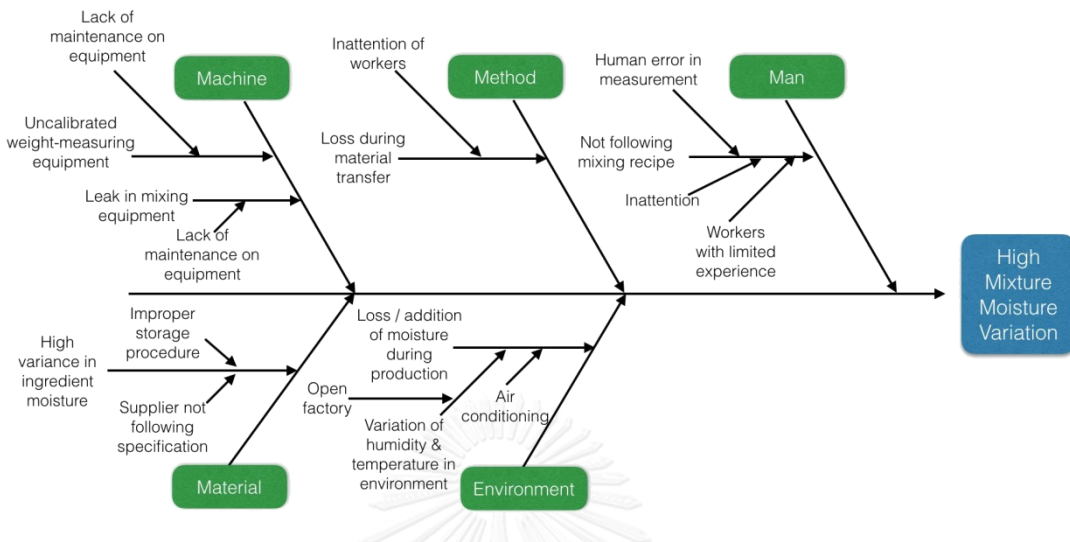 Lack of
maintenance on
equipment
Machine
Uncalibrated
weight-measuring
equipment
Leak in mixing
equipment
Lack of
maintenance on
equipment
Inattention of
workers
Method
Loss during
material
transfer
Human error in
measurement
Man
Not following
mixing recipe
Inattention
Workers
with limited
experience
High
Mixture
Moisture
Variation
High
variance in
ingredient
moisture
Improper
storage
procedure
Supplier not
following
specification
Material
Loss / addition
of moisture
during
production
Open
factory
Variation of
humidity &
temperature in
environment
Air
conditioning
Environment